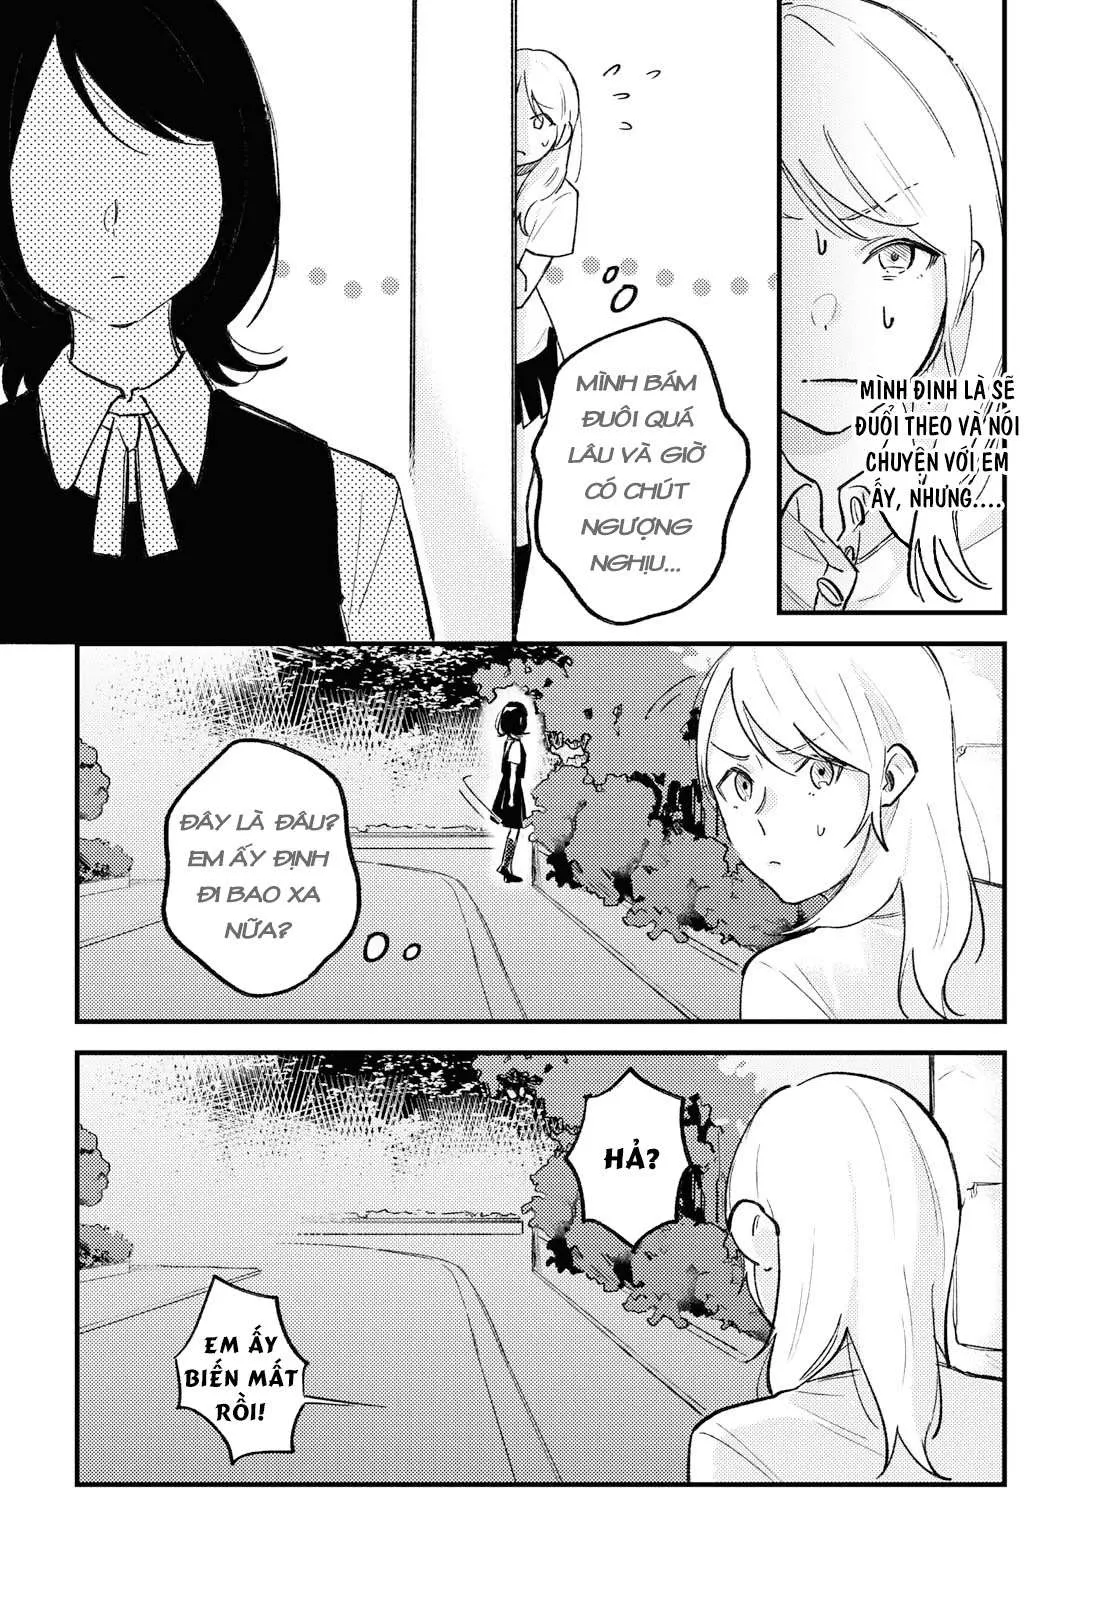 MÌNH ĐỊNH LÀ SẼ
ĐUỔI THEO VÀ NÓI
CHUYỆN VỚI EM
ẤY, NHƯNG....
MÌNH BÁM
ĐUÔI QUÁ
LÂU VÀ GIỜ
CÓ CHÚT
NGƯỢNG
NGHỊU...
ĐÂY LÀ ĐÂU?
EM ẤY ĐỊNH
ĐI BAO XA
NỮA?
HẢ?
EM ẤY
BIẾN MẤT
RỒI!